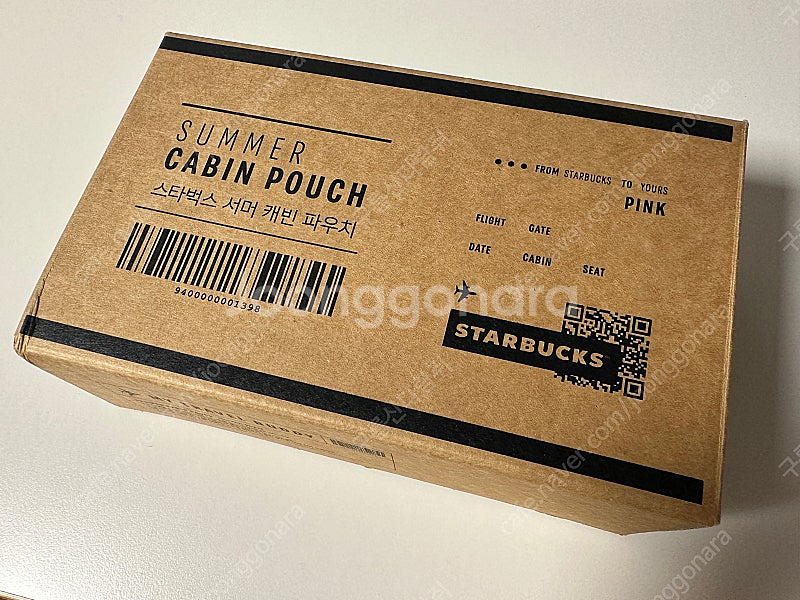 SUMMER
CABIN POUCH
스타벅스 서머 캐빈 파우치
9400000001398
FROM STARBUCKS TO YOURS
PINK
FLIGHT GATE
DATE CABIN SEAT
STARBUCKS
joonggonara